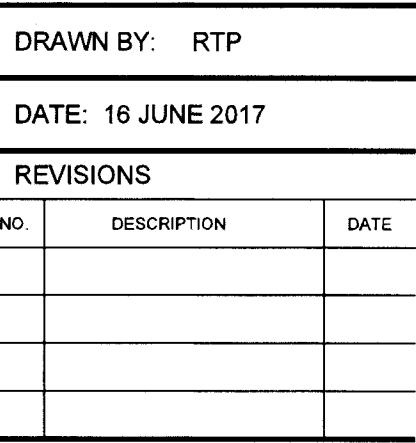 DRAWN BY: RTP
DATE: 16 JUNE 2017
REVISIONS
NO. DESCRIPTION DATE